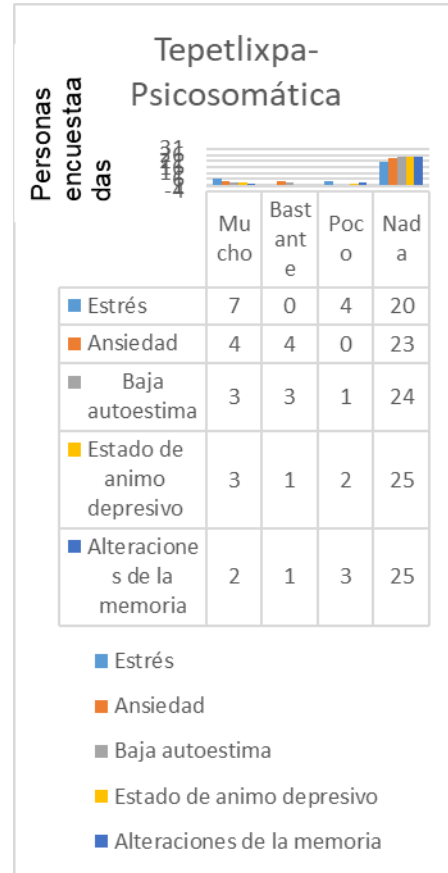 Tepetlixpa-
Psicosomática
Personas
encuestaa
das
31
-4
Mu
cho
Bast
ant
e
Poc
o
Nad
a
Estrés 7 0 4 20
Ansiedad 4 4 0 23
Baja
autoestima 3 3 1 24
Estado de
animo
depresivo 3 1 2 25
Alteracione
s de la
memoria 2 1 3 25
Estrés
Ansiedad
Baja autoestima
Estado de animo depresivo
Alteraciones de la memoria